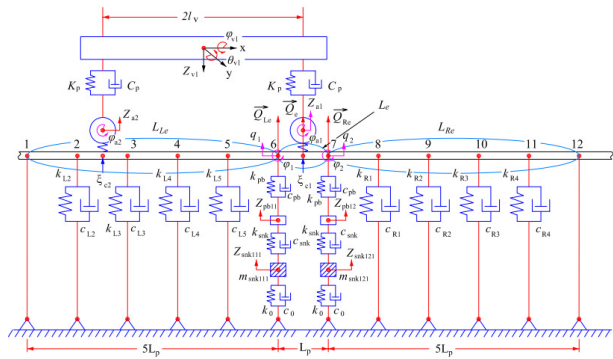 2l_v
φ_v1
x
θ_v1
Z_v1
y
K_p C_p K_p C_p
Z_a2 Q_Le Q_e Z_a1 Q_Re L_e
φ_a2 L_Le q_1 φ_a1 q_2 L_Re
1 2 3 4 5 6 7 8 9 10 11 12
k_L2 ξ_c2 k_L4 k_L5 φ_1 ξ_c1 φ_2 k_R1 k_R2 k_R3 k_R4
k_pb c_pb k_pb c_pb
Z_pb11 Z_pb12
c_L2 k_L3 c_L3 c_L4 c_L5 k_snk c_snk k_snk c_snk c_R1 c_R2 c_R3 c_R4
Z_snk111 Z_snk121
m_snk111 m_snk121
k_0 c_0 k_0 c_0
5L_p L_p 5L_p